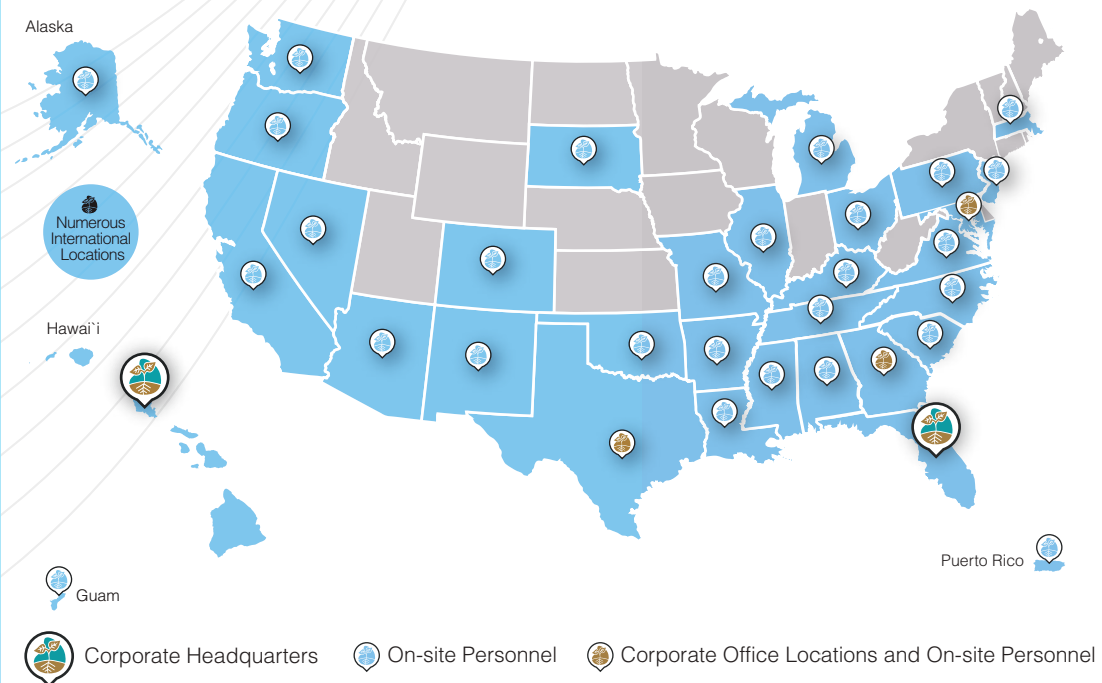 Alaska
Numerous
International
Locations
Hawai`i
Puerto Rico
Guam
Corporate Headquarters
On-site Personnel
Corporate Office Locations and On-site Personnel